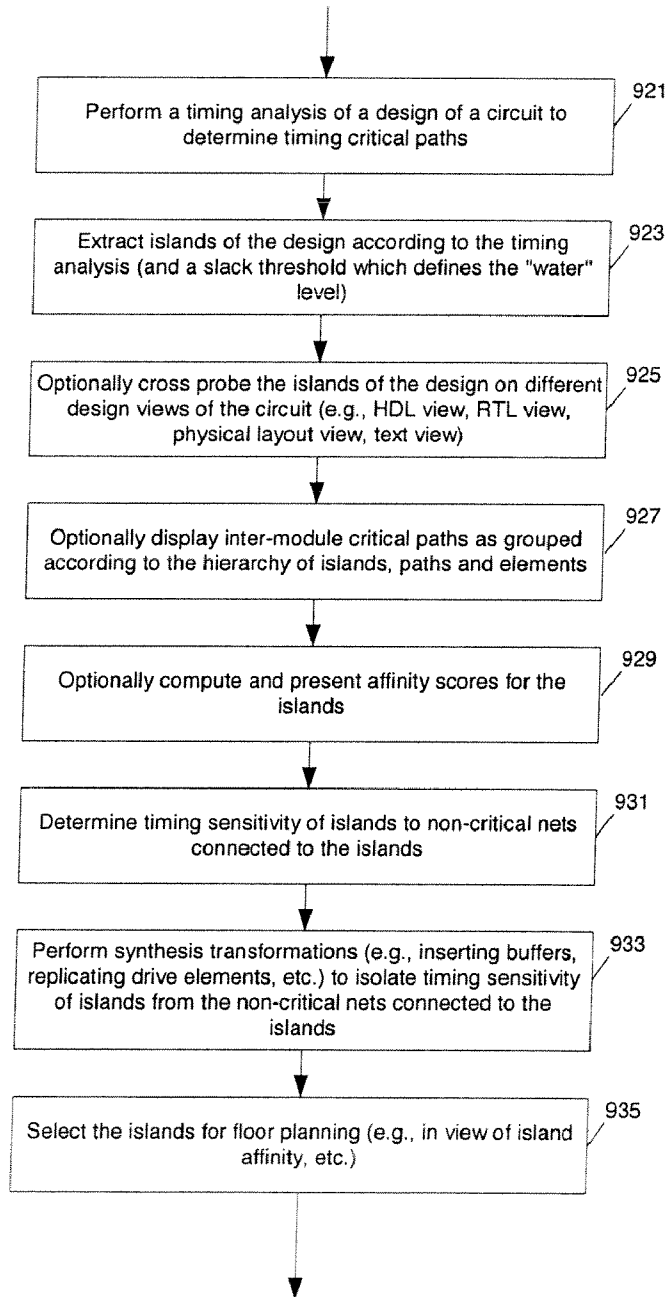 921
Perform a timing analysis of a design of a circuit to
determine timing critical paths
923
Extract islands of the design according to the timing
analysis (and a slack threshold which defines the "water"
level)
925
Optionally cross probe the islands of the design on different
design views of the circuit (e.g., HDL view, RTL view,
physical layout view, text view)
927
Optionally display inter-module critical paths as grouped
according to the hierarchy of islands, paths and elements
929
Optionally compute and present affinity scores for the
islands
931
Determine timing sensitivity of islands to non-critical nets
connected to the islands
933
Perform synthesis transformations (e.g., inserting buffers,
replicating drive elements, etc.) to isolate timing sensitivity
of islands from the non-critical nets connected to the
islands
935
Select the islands for floor planning (e.g., in view of island
affinity, etc.)